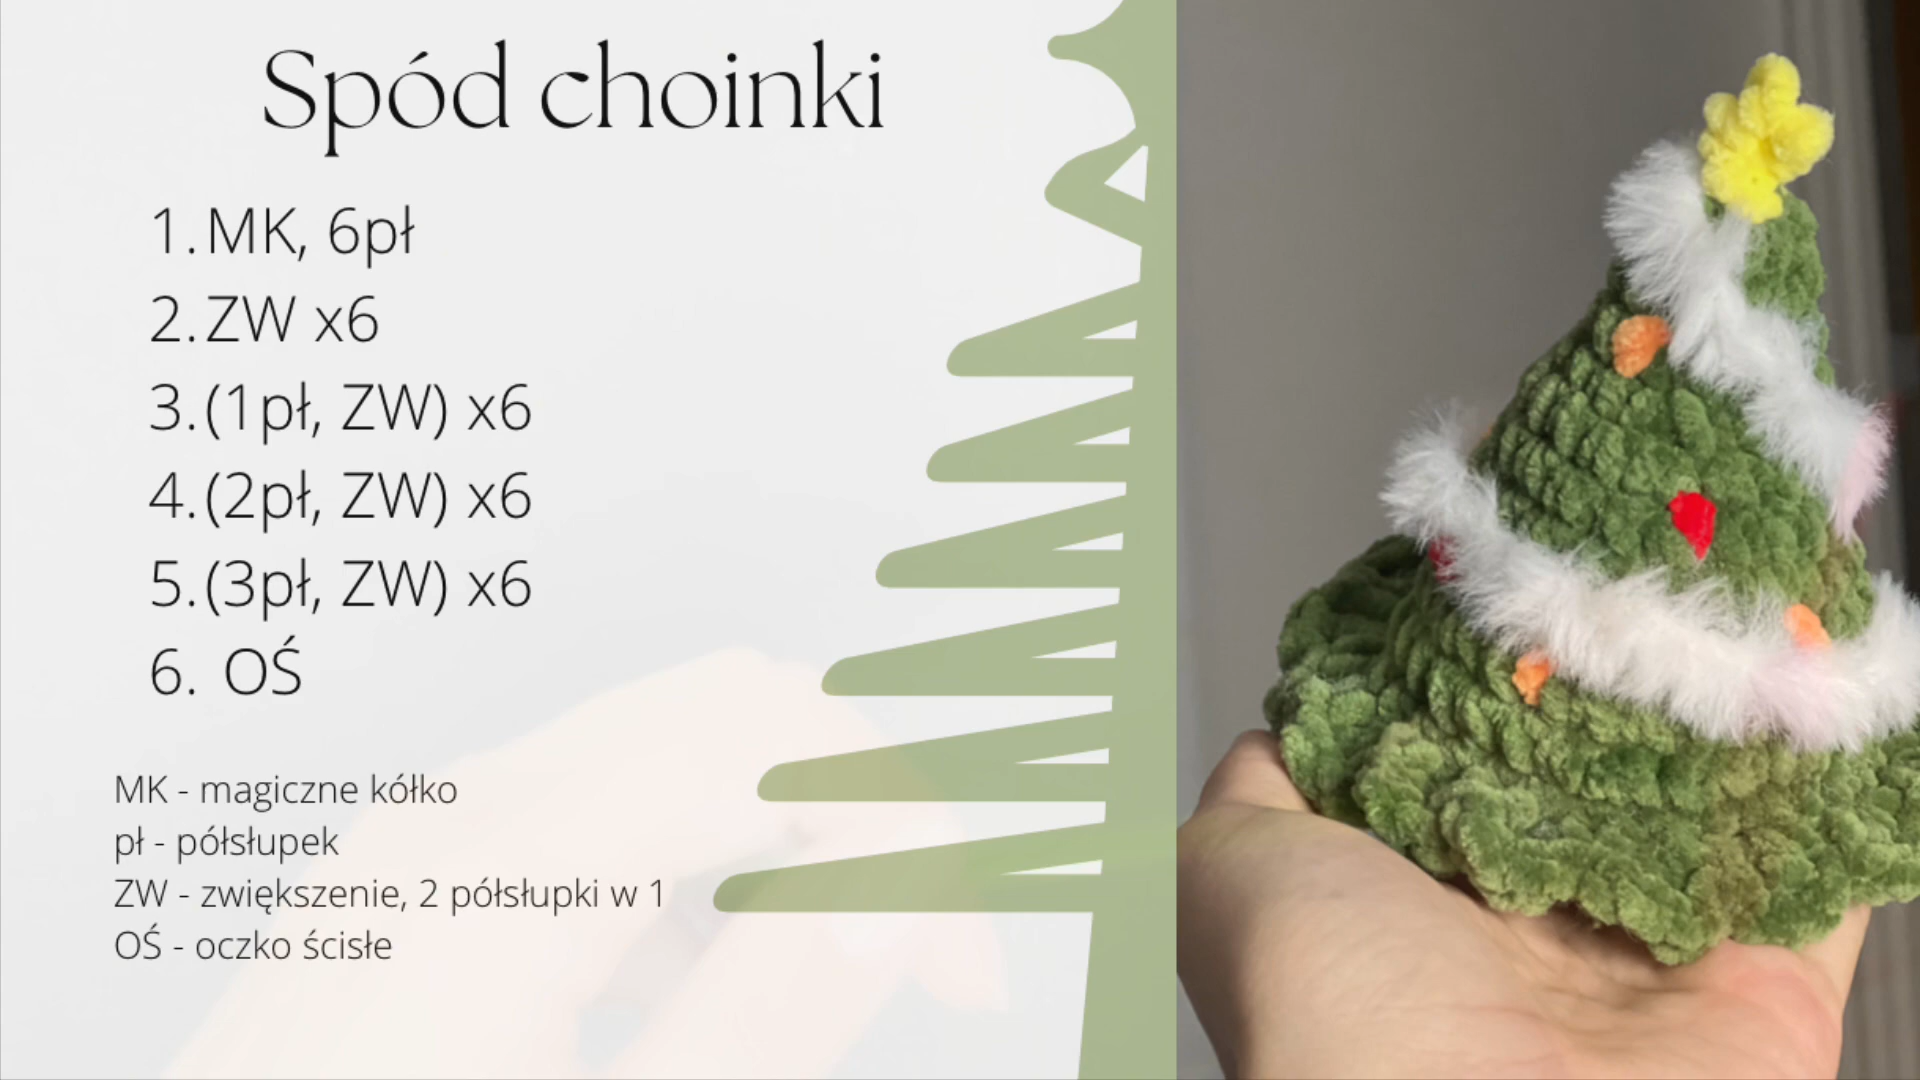 Spód choinki
1. MK, 6pł
2. ZW x6
3. (1pł, ZW) x6
4. (2pł, ZW) x6
5. (3pł, ZW) x6
6. OŚ
MK - magiczne kółko
pł - półsłupek
ZW - zwiększenie, 2 półsłupki w 1
OŚ - oczko ścisłe